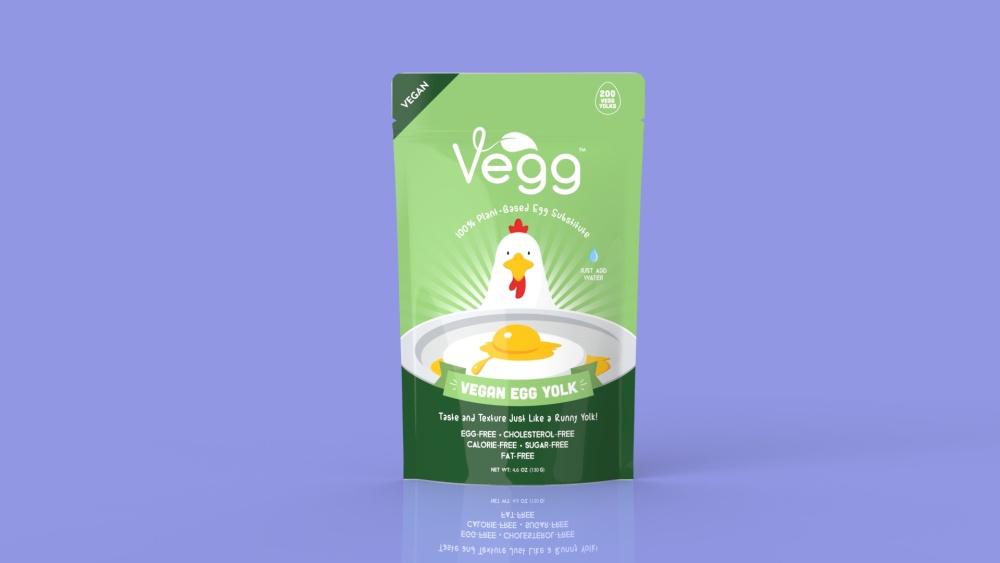 VEGAN
200
VEGG
YOLKS
Vegg™
100% Plant-Based Egg Substitute
JUST ADD
WATER
VEGAN EGG YOLK
Taste and Texture Just Like a Runny Yolk!
EGG-FREE • CHOLESTEROL-FREE
CALORIE-FREE • SUGAR-FREE
FAT-FREE
NET WT: 4.6 OZ (130 G)